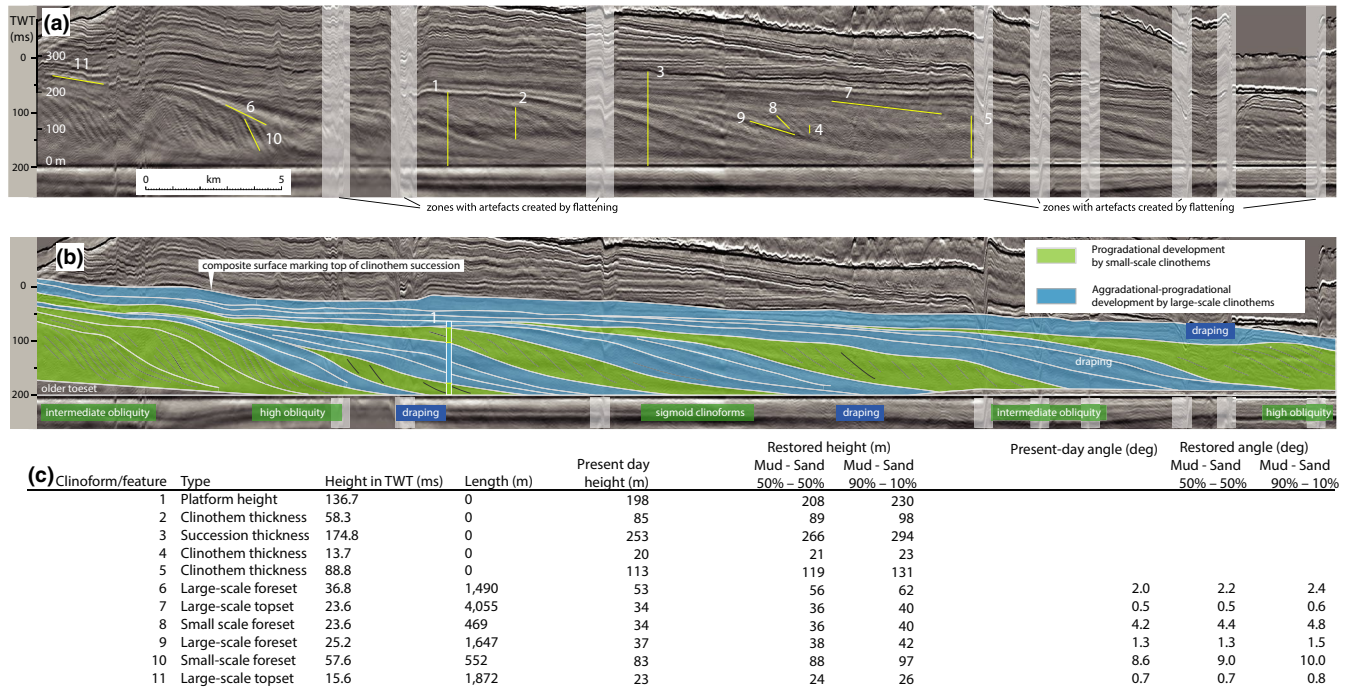 TWT
(ms)
(a)
0
100
200
300
200
100
0 m
11
6
10
1
2
3
7
8
9
4
5
0 km 5
zones with artefacts created by flattening
zones with artefacts created by flattening
(b)
composite surface marking top of clinothem succession
Progradational development
by small-scale clinothems
Aggradational-progradational
development by large-scale clinothems
0
100
200
1
draping
draping
older toeset
intermediate obliquity
high obliquity
draping
sigmoid clinoforms
draping
intermediate obliquity
high obliquity
Restored height (m)
Present-day angle (deg)
Restored angle (deg)
Present day
Mud - Sand Mud - Sand Mud - Sand Mud - Sand
(c) Clinoform/feature Type Height in TWT (ms) Length (m) height (m) 50% – 50% 90% – 10% 50% – 50% 90% – 10%
1 Platform height 136.7 0 198 208 230
2 Clinothem thickness 58.3 0 85 89 98
3 Succession thickness 174.8 0 253 266 294
4 Clinothem thickness 13.7 0 20 21 23
5 Clinothem thickness 88.8 0 113 119 131
6 Large-scale foreset 36.8 1,490 53 56 62 2.0 2.2 2.4
7 Large-scale topset 23.6 4,055 34 36 40 0.5 0.5 0.6
8 Small scale foreset 23.6 469 34 36 40 4.2 4.4 4.8
9 Large-scale foreset 25.2 1,647 37 38 42 1.3 1.3 1.5
10 Small-scale foreset 57.6 552 83 88 97 8.6 9.0 10.0
11 Large-scale topset 15.6 1,872 23 24 26 0.7 0.7 0.8